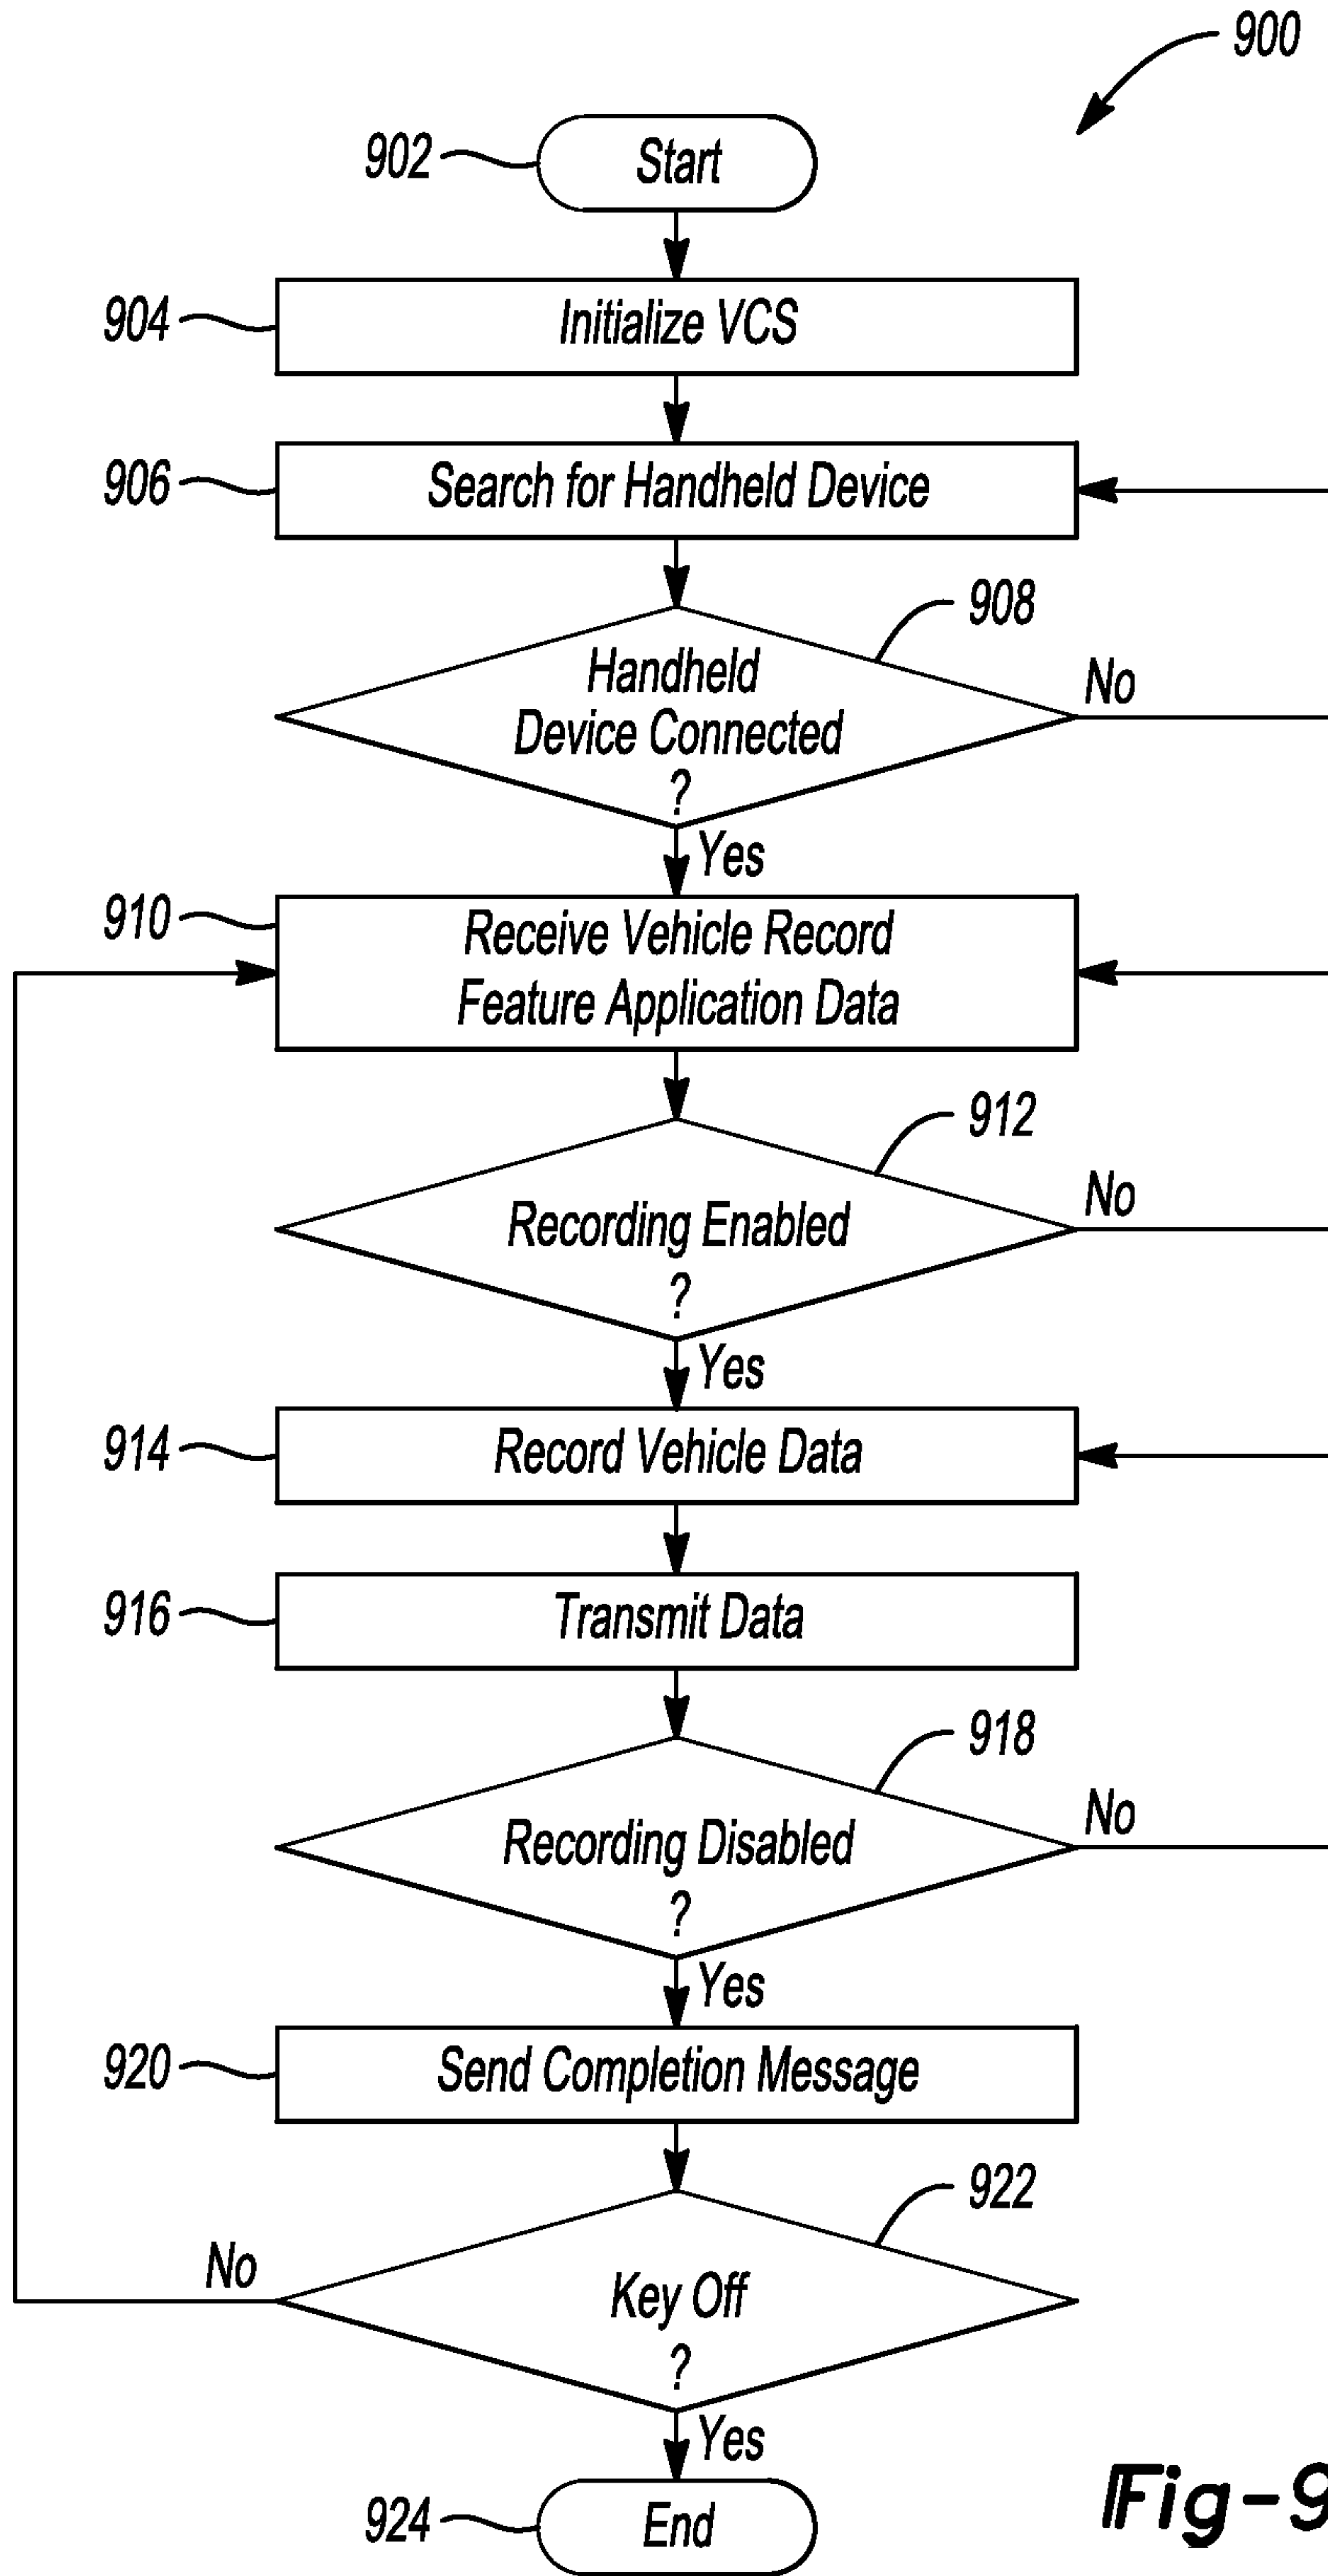 900
902
Start
904
Initialize VCS
906
Search for Handheld Device
908
Handheld
Device Connected
?
No
Yes
910
Receive Vehicle Record
Feature Application Data
912
Recording Enabled
?
No
Yes
914
Record Vehicle Data
916
Transmit Data
918
Recording Disabled
?
No
Yes
920
Send Completion Message
922
No
Key Off
?
Yes
924
End
Fig-9